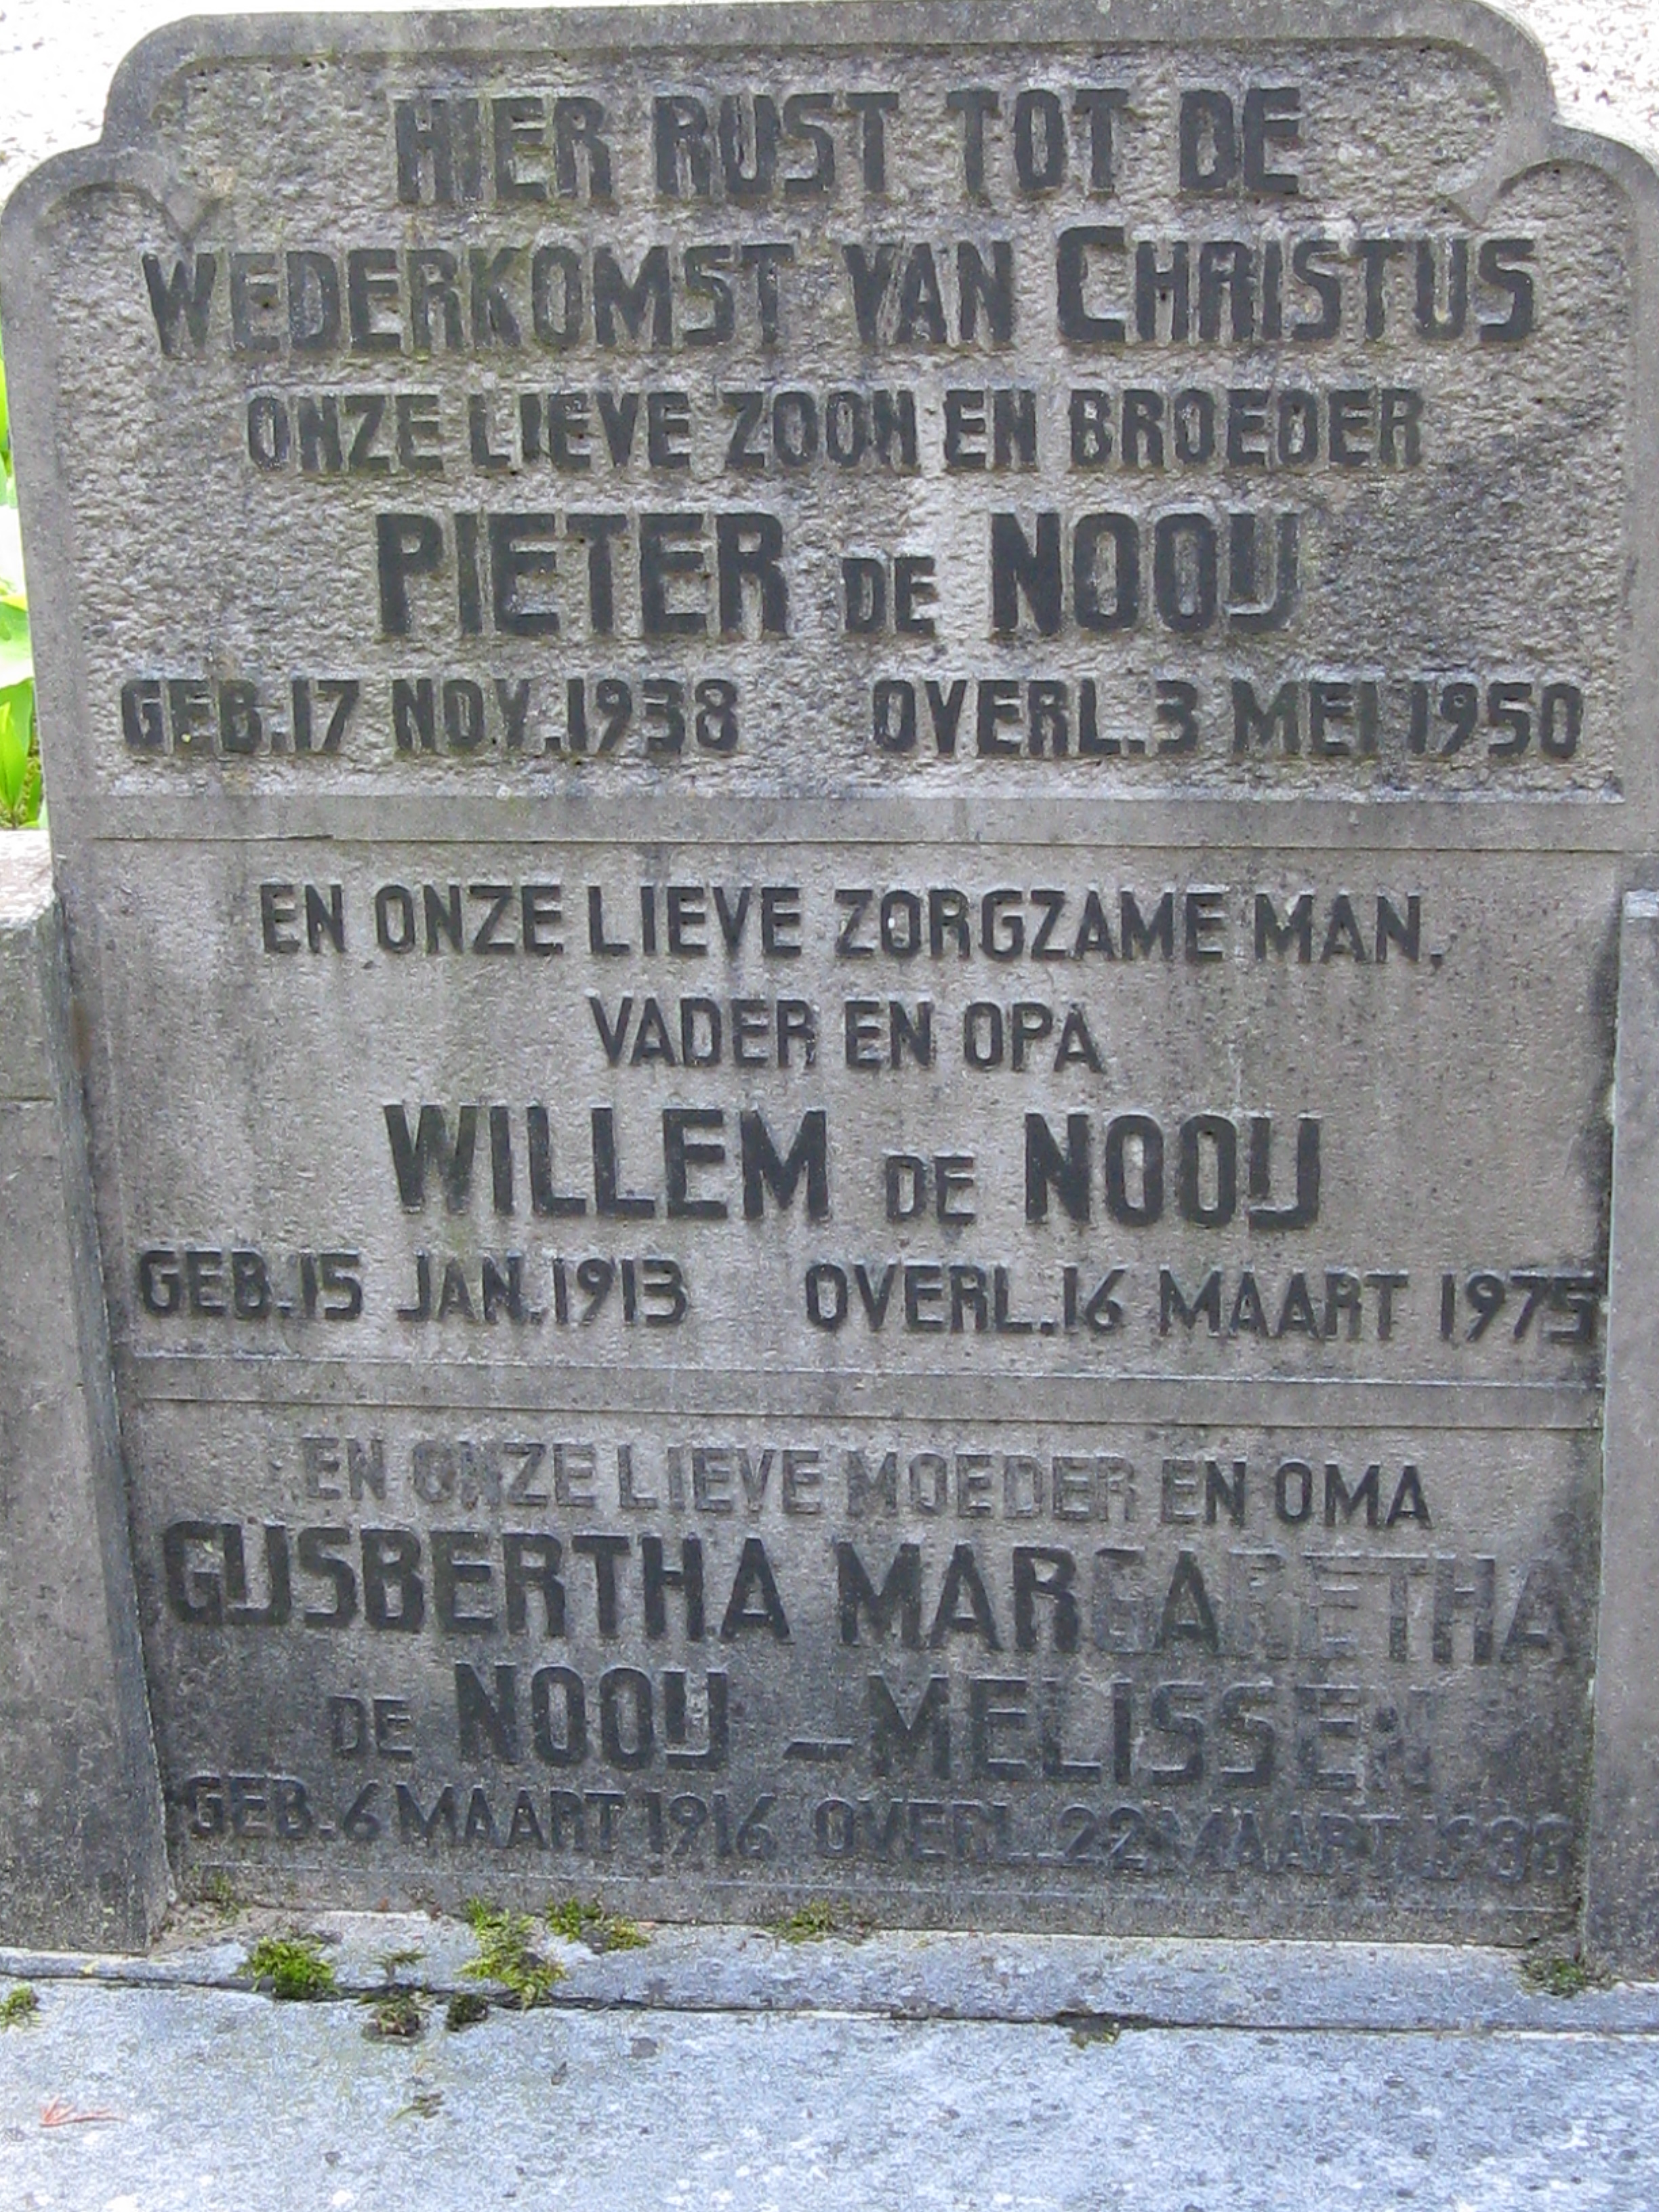 HIER RUST TOT DE
WEDERKOMST VAN CHRISTUS
ONZE LIEVE ZOON EN BROEDER
PIETER DE NOOIJ
GEB. 17 NOV. 1938 OVERL. 3 MEI 1950
EN ONZE LIEVE ZORGZAME MAN,
VADER EN OPA
WILLEM DE NOOIJ
GEB. 15 JAN. 1913 OVERL. 16 MAART 1975
EN ONZE LIEVE MOEDER EN OMA
GIJSBERTHA MARGARETHA
DE NOOIJ – MELISSEN
GEB. 6 MAART 1916 OVERL. 22 MAART